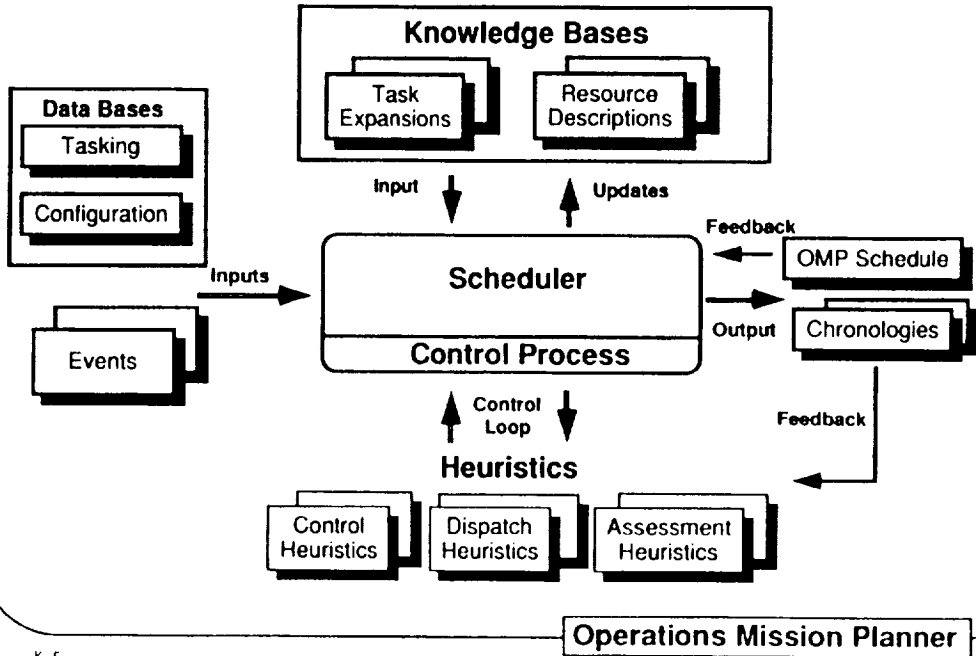 Knowledge Bases
Task
Expansions
Resource
Descriptions
Data Bases
Tasking
Configuration
Input
Updates
Feedback
OMP Schedule
Inputs
Scheduler
Output
Chronologies
Events
Control Process
Control
Loop
Feedback
Heuristics
Control
Heuristics
Dispatch
Heuristics
Assessment
Heuristics
Operations Mission Planner